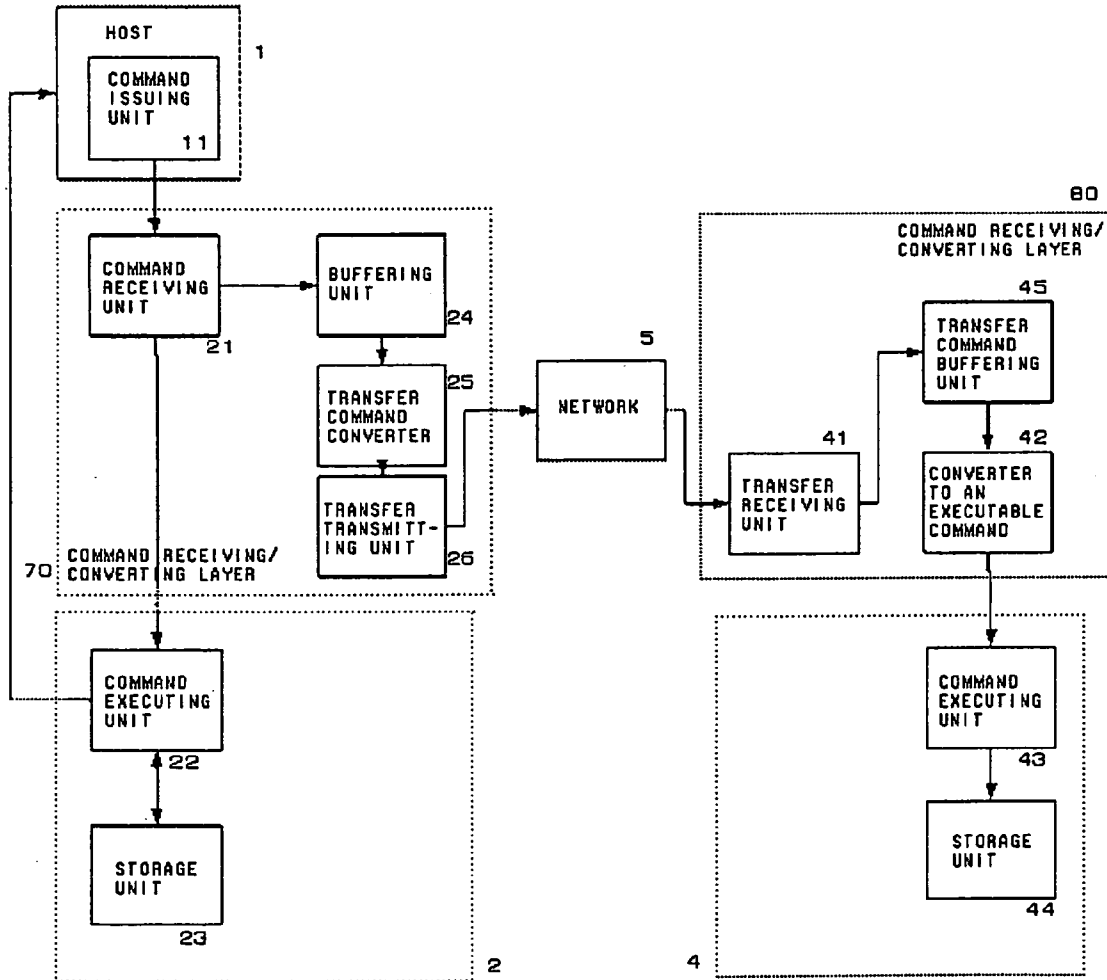 HOST
1
COMMAND
ISSUING
UNIT
11
COMMAND
RECEIVING
UNIT
21
BUFFERING
UNIT
24
25
TRANSFER
COMMAND
CONVERTER
TRANSFER
TRANSMITT-
ING UNIT
26
COMMAND RECEIVING/
CONVERTING LAYER
70
5
NETWORK
80
COMMAND RECEIVING/
CONVERTING LAYER
45
TRANSFER
COMMAND
BUFFERING
UNIT
41
TRANSFER
RECEIVING
UNIT
42
CONVERTER
TO AN
EXECUTABLE
COMMAND
COMMAND
EXECUTING
UNIT
22
STORAGE
UNIT
23
2
COMMAND
EXECUTING
UNIT
43
STORAGE
UNIT
44
4